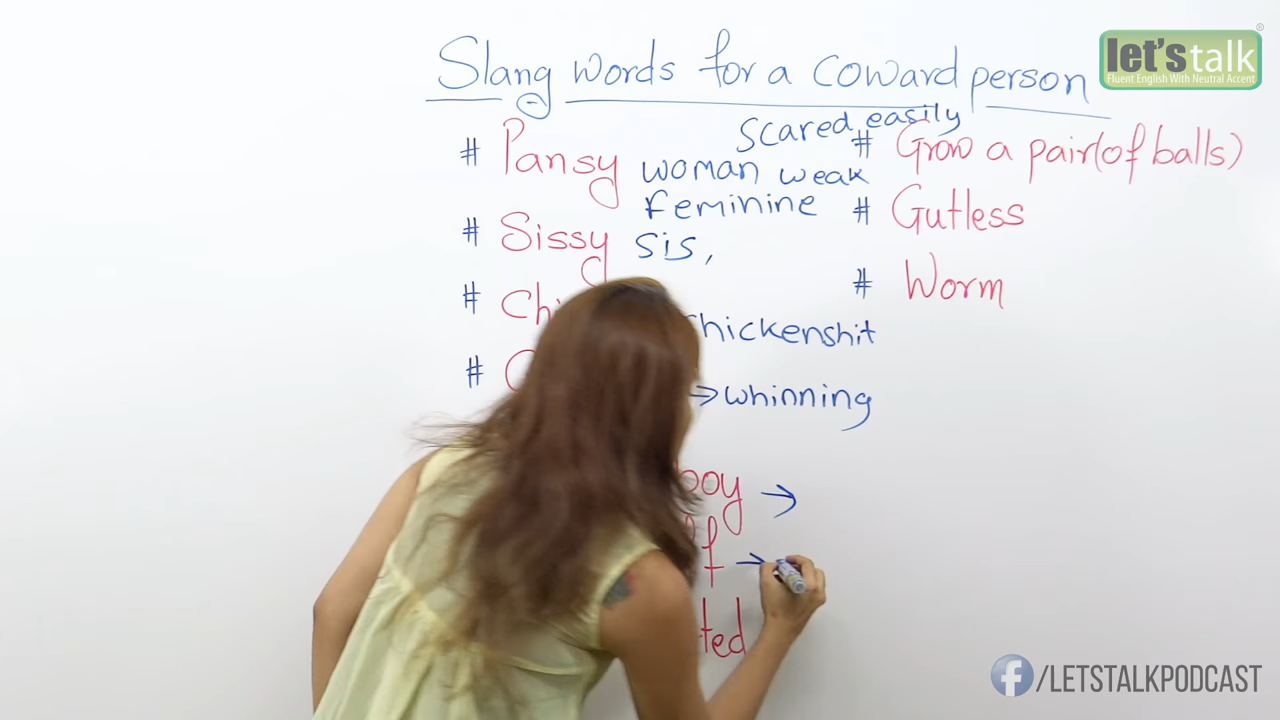 Slang words for a coward person
scared easily
# Pansy woman weak
feminine
# Sissy sis,
#
chickenshit
#
→ whinning
→
→
# Grow a pair(of balls)
# Gutless
# Worm
let's talk ®
Fluent English With Neutral Accent
f /LETSTALKPODCAST